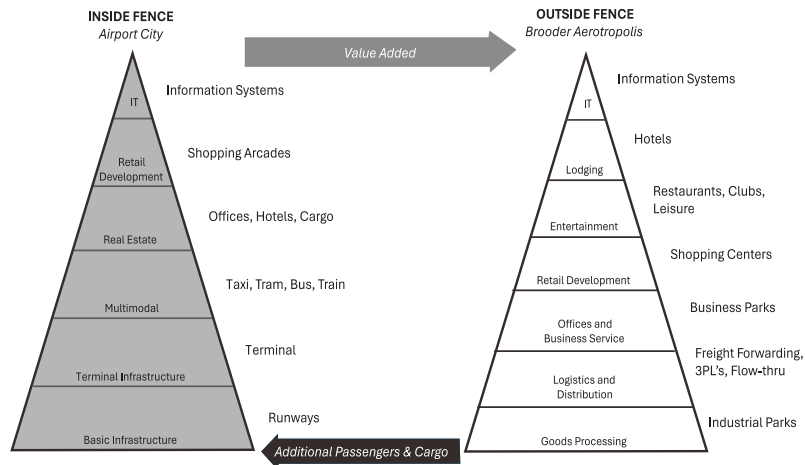 INSIDE FENCE
Airport City
Value Added
OUTSIDE FENCE
Brooder Aerotropolis
IT
Information Systems
Retail
Development
Shopping Arcades
Real Estate
Offices, Hotels, Cargo
Multimodal
Taxi, Tram, Bus, Train
Terminal Infrastructure
Terminal
Basic Infrastructure
Runways
Additional Passengers & Cargo
IT
Information Systems
Lodging
Hotels
Entertainment
Restaurants, Clubs,
Leisure
Retail Development
Shopping Centers
Offices and
Business Service
Business Parks
Logistics and
Distribution
Freight Forwarding,
3PL's, Flow-thru
Goods Processing
Industrial Parks